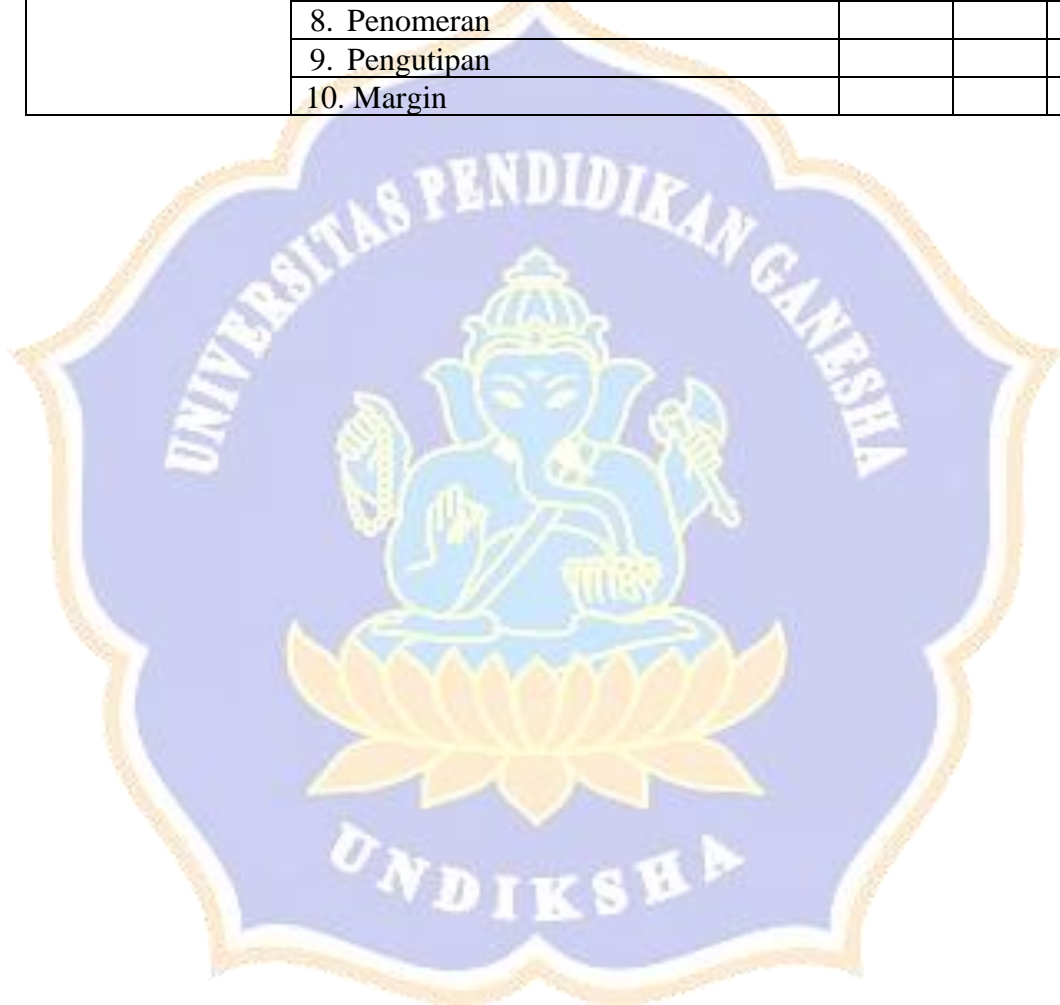 8. Penomeran
9. Pengutipan
10. Margin
UNIVERSITAS PENDIDIKAN GANESHA
UNDIKSHA